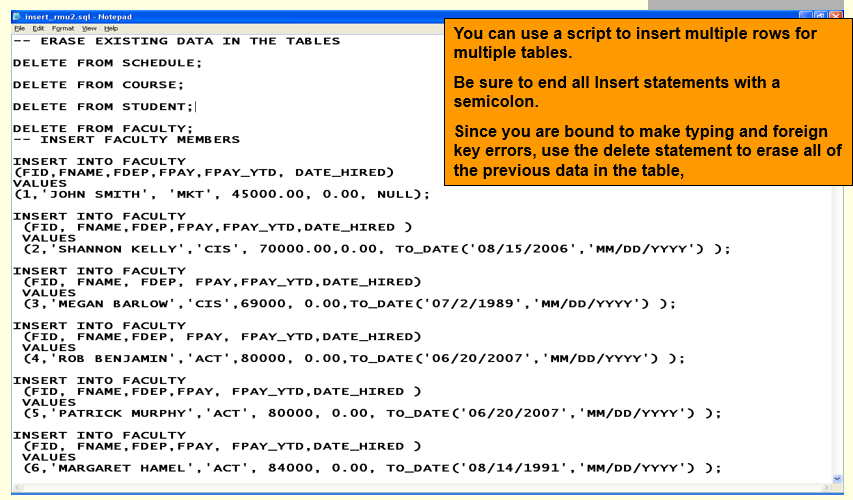 insert_rmu2.sql - Notepad
File Edit Format View Help
-- ERASE EXISTING DATA IN THE TABLES
DELETE FROM SCHEDULE;
DELETE FROM COURSE;
DELETE FROM STUDENT;
DELETE FROM FACULTY;
-- INSERT FACULTY MEMBERS
INSERT INTO FACULTY
(FID,FNAME,FDEP,FPAY,FPAY_YTD, DATE_HIRED)
VALUES
(1,'JOHN SMITH', 'MKT', 45000.00, 0.00, NULL);
INSERT INTO FACULTY
(FID, FNAME,FDEP,FPAY,FPAY_YTD,DATE_HIRED )
VALUES
(2,'SHANNON KELLY','CIS', 70000.00,0.00, TO_DATE('08/15/2006','MM/DD/YYYY') );
INSERT INTO FACULTY
(FID, FNAME, FDEP, FPAY,FPAY_YTD,DATE_HIRED)
VALUES
(3,'MEGAN BARLOW','CIS',69000, 0.00,TO_DATE('07/2/1989','MM/DD/YYYY') );
INSERT INTO FACULTY
(FID, FNAME,FDEP, FPAY, FPAY_YTD,DATE_HIRED)
VALUES
(4,'ROB BENJAMIN','ACT',80000, 0.00,TO_DATE('06/20/2007','MM/DD/YYYY') );
INSERT INTO FACULTY
(FID, FNAME,FDEP,FPAY, FPAY_YTD,DATE_HIRED )
VALUES
(5,'PATRICK MURPHY','ACT', 80000, 0.00, TO_DATE('06/20/2007','MM/DD/YYYY') );
INSERT INTO FACULTY
(FID, FNAME,FDEP,FPAY, FPAY_YTD,DATE_HIRED )
VALUES
(6,'MARGARET HAMEL','ACT', 84000, 0.00, TO_DATE('08/14/1991','MM/DD/YYYY') );
You can use a script to insert multiple rows for
multiple tables.
Be sure to end all Insert statements with a
semicolon.
Since you are bound to make typing and foreign
key errors, use the delete statement to erase all of
the previous data in the table,